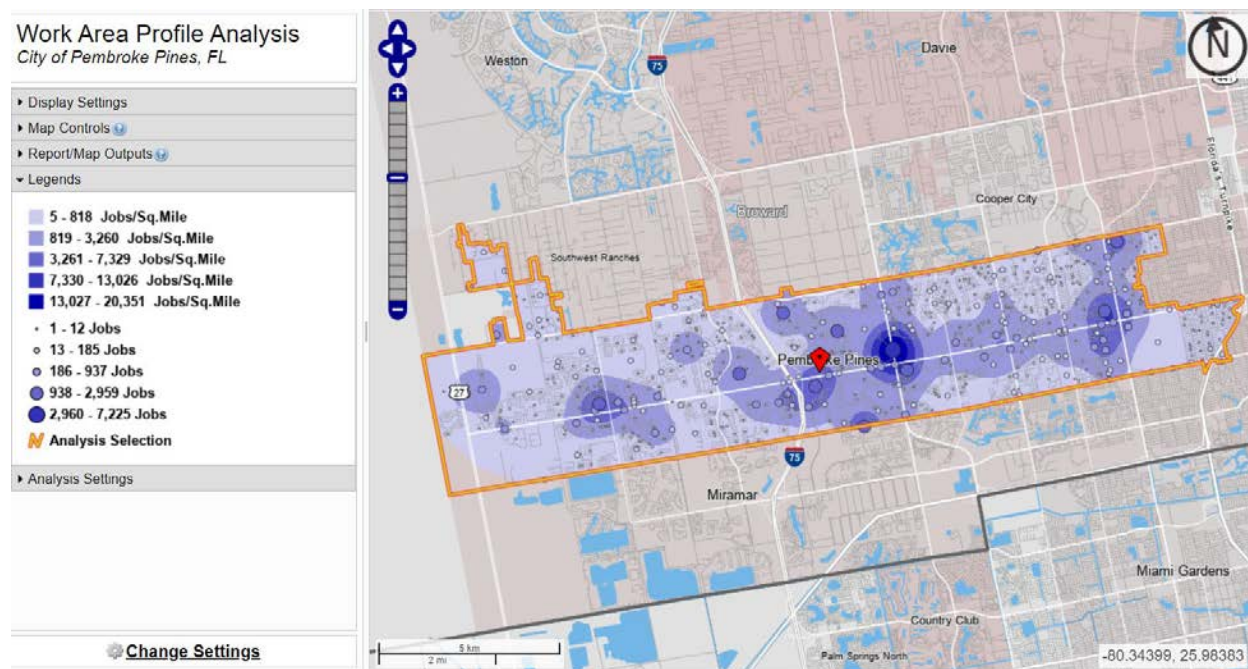 Work Area Profile Analysis
City of Pembroke Pines, FL
Display Settings
Map Controls
Report/Map Outputs
Legends
5 - 818 Jobs/Sq.Mile
819 - 3,260 Jobs/Sq.Mile
3,261 - 7,329 Jobs/Sq.Mile
7,330 - 13,026 Jobs/Sq.Mile
13,027 - 20,351 Jobs/Sq.Mile
1 - 12 Jobs
13 - 185 Jobs
186 - 937 Jobs
938 - 2,959 Jobs
2,960 - 7,225 Jobs
Analysis Selection
Analysis Settings
Change Settings
N
Weston
75
Davie
Florida's Turnpike
Cooper City
Broward
Southwest Ranches
Pembroke Pines
27
75
Miramar
Miami Gardens
Country Club
Palm Springs North
5 km
2 mi
-80.34399, 25.98383